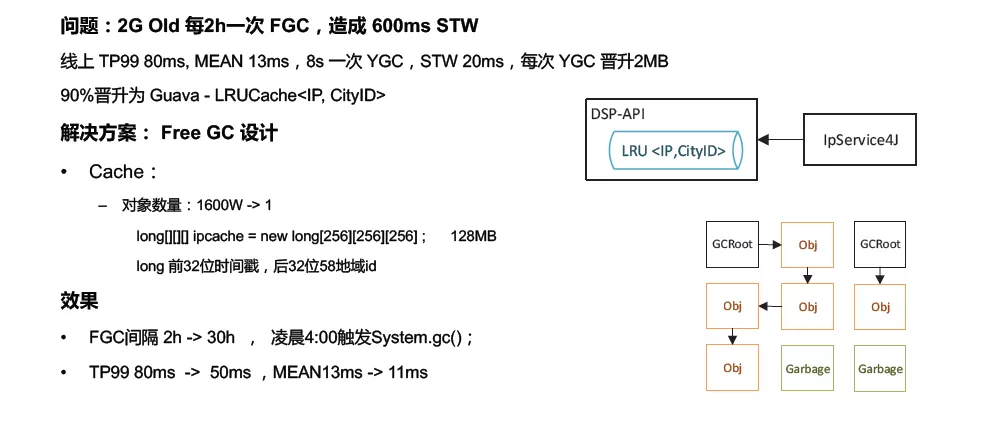 问题：2G Old 每2h一次 FGC，造成 600ms STW
线上 TP99 80ms, MEAN 13ms，8s 一次 YGC，STW 20ms，每次 YGC 晋升2MB
90%晋升为 Guava - LRUCache<IP, CityID>
解决方案： Free GC 设计
• Cache：
– 对象数量：1600W -> 1
long[][][] ipcache = new long[256][256][256] ; 128MB
long 前32位时间戳，后32位58地域id
效果
• FGC间隔 2h -> 30h ， 凌晨4:00触发System.gc()；
• TP99 80ms -> 50ms ，MEAN13ms -> 11ms
DSP-API
LRU <IP,CityID>
IpService4J
GCRoot
Obj
GCRoot
Obj
Obj
Obj
Obj
Garbage
Garbage